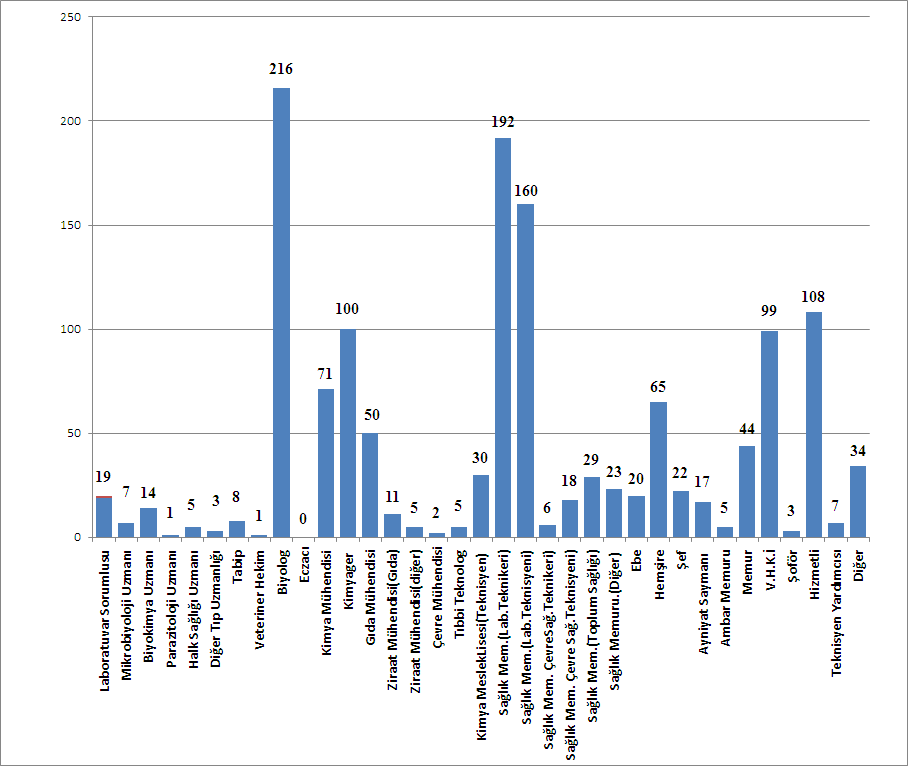 250
200
150
100
50
0
19
7
14
1
5
3
8
1
216
0
71
100
50
11
5
2
5
30
192
160
6
18
29
23
20
65
22
17
5
44
99
3
108
7
34
Laboratuvar Sorumlusu
Mikrobiyoloji Uzmanı
Biyokimya Uzmanı
Parazitoloji Uzmanı
Halk Sağlığı Uzmanı
Diğer Tıp Uzmanlığı
Tabip
Veteriner Hekim
Biyolog
Eczacı
Kimya Mühendisi
Kimyager
Gıda Mühendisi
Ziraat Mühendisi(Gıda)
Ziraat Mühendisi(diğer)
Çevre Mühendisi
Tıbbi Teknolog
Kimya MeslekLisesi(Teknisyen)
Sağlık Mem.(Lab.Teknikeri)
Sağlık Mem.(Lab.Teknisyeni)
Sağlık Mem. ÇevreSağ.Teknikeri)
Sağlık Mem. Çevre Sağ.Teknisyeni)
Sağlık Mem.(Toplum Sağlığı)
Sağlık Memuru.(Diğer)
Ebe
Hemşire
Şef
Ayniyat Saymanı
Ambar Memuru
Memur
V.H.K.İ
Şoför
Hizmetli
Teknisyen Yardımcısı
Diğer